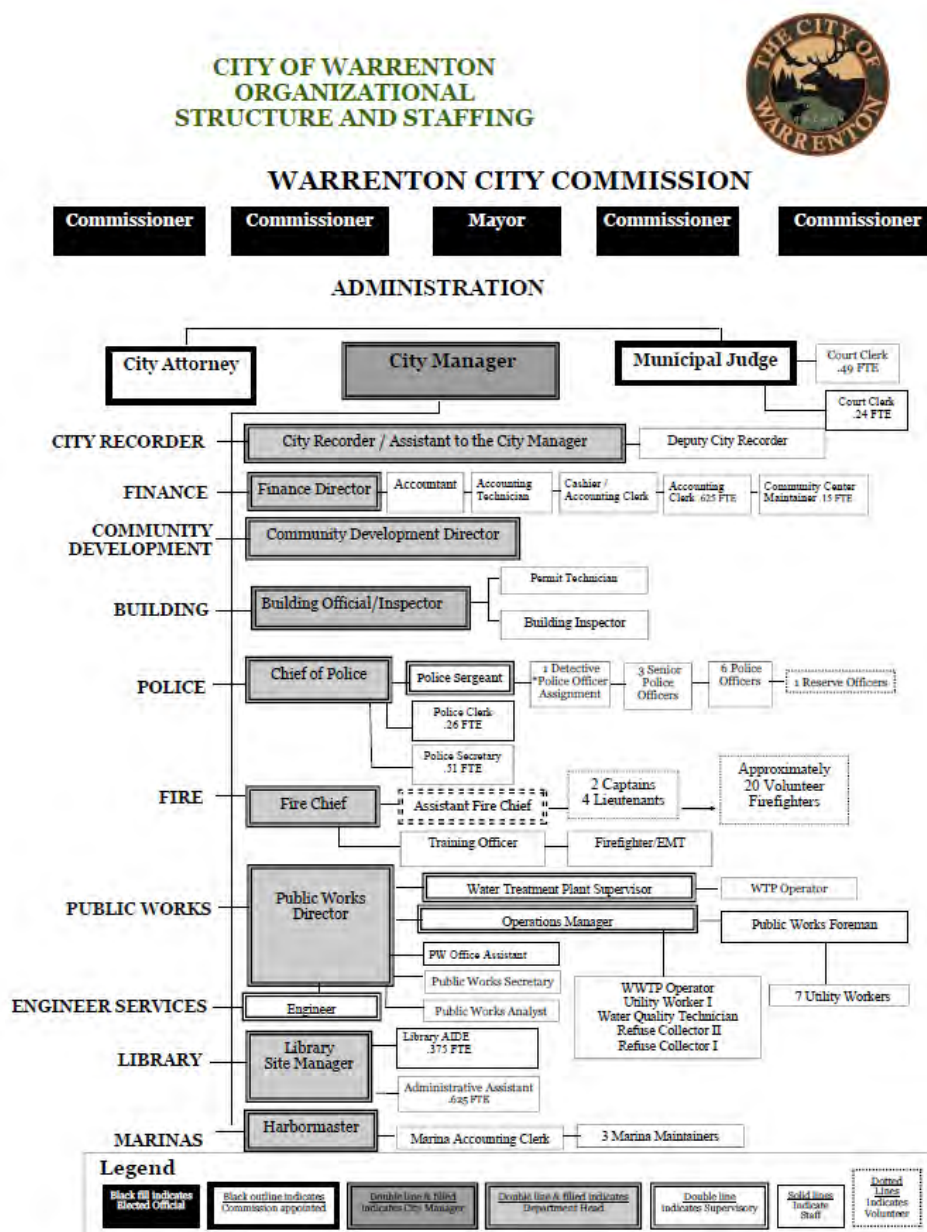 CITY OF WARRENTON
ORGANIZATIONAL
STRUCTURE AND STAFFING
THE CITY OF
WARRENTON
WARRENTON CITY COMMISSION
Commissioner
Commissioner
Mayor
Commissioner
Commissioner
ADMINISTRATION
City Attorney
City Manager
Municipal Judge
Court Clerk
.49 FTE
Court Clerk
.24 FTE
CITY RECORDER
City Recorder / Assistant to the City Manager
Deputy City Recorder
FINANCE
Finance Director
Accountant
Accounting
Technician
Cashier /
Accounting Clerk
Accounting
Clerk .625 FTE
Community Center
Maintainer .15 FTE
COMMUNITY
DEVELOPMENT
Community Development Director
BUILDING
Building Official/Inspector
Permit Technician
Building Inspector
POLICE
Chief of Police
Police Sergeant
1 Detective
*Police Officer
Assignment
3 Senior
Police
Officers
6 Police
Officers
1 Reserve Officers
Police Clerk
.26 FTE
Police Secretary
.51 FTE
FIRE
Fire Chief
Assistant Fire Chief
2 Captains
4 Lieutenants
Approximately
20 Volunteer
Firefighters
Training Officer
Firefighter/EMT
PUBLIC WORKS
Public Works
Director
Water Treatment Plant Supervisor
WTP Operator
Operations Manager
Public Works Foreman
PW Office Assistant
Public Works Secretary
Public Works Analyst
WWTP Operator
Utility Worker I
Water Quality Technician
Refuse Collector II
Refuse Collector I
7 Utility Workers
ENGINEER SERVICES
Engineer
LIBRARY
Library
Site Manager
Library AIDE
.375 FTE
Administrative Assistant
.625 FTE
MARINAS
Harbormaster
Marina Accounting Clerk
3 Marina Maintainers
Legend
Black fill indicates
Elected Official
Black outline indicates
Commission appointed
Double line & filled
indicates City Manager
Double line & filled indicates
Department Head
Double line
indicates Supervisory
Solid lines
Indicate
Staff
Dotted
Lines
Indicates
Volunteer